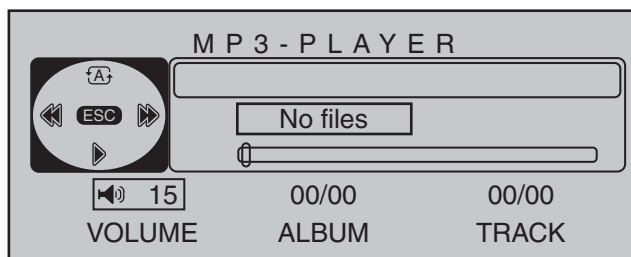 MP3-PLAYER
A
ESC
No files
15 00/00 00/00
VOLUME ALBUM TRACK